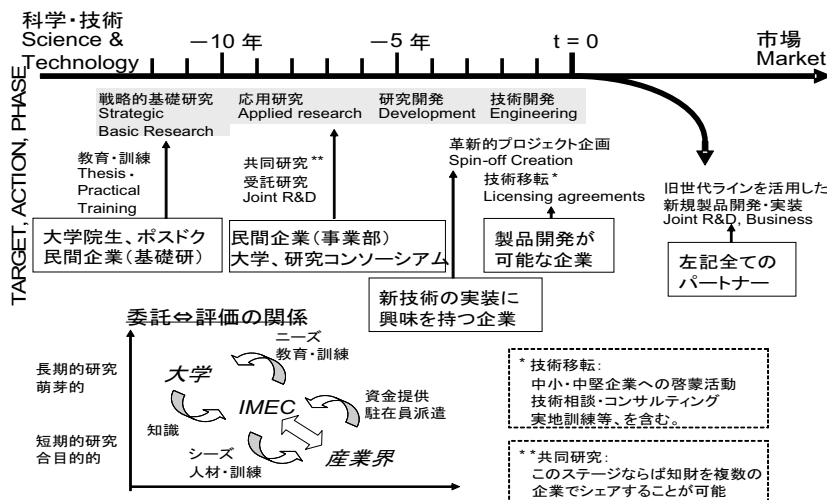 科学・技術
Science &
Technology
－10 年
－5 年
t = 0
市場
Market
TARGET, ACTION, PHASE
戦略的基礎研究
Strategic
Basic Research
応用研究
Applied research
研究開発
Development
技術開発
Engineering
教育・訓練
Thesis・
Practical
Training
共同研究**
受託研究
Joint R&D
革新的プロジェクト企画
Spin-off Creation
技術移転*
Licensing agreements
旧世代ラインを活用した
新規製品開発・実装
Joint R&D, Business
大学院生、ポスドク
民間企業(基礎研)
民間企業(事業部)
大学、研究コンソーシアム
製品開発が
可能な企業
左記全ての
パートナー
新技術の実装に
興味を持つ企業
委託⇔評価の関係
長期的研究
萌芽的
短期的研究
合目的的
ニーズ
教育・訓練
大学
IMEC
資金提供
駐在員派遣
知識
シーズ
人材・訓練
産業界
* 技術移転:
中小・中堅企業への啓蒙活動
技術相談・コンサルティング
実地訓練等、を含む。
**共同研究:
このステージならば知財を複数の
企業でシェアすることが可能